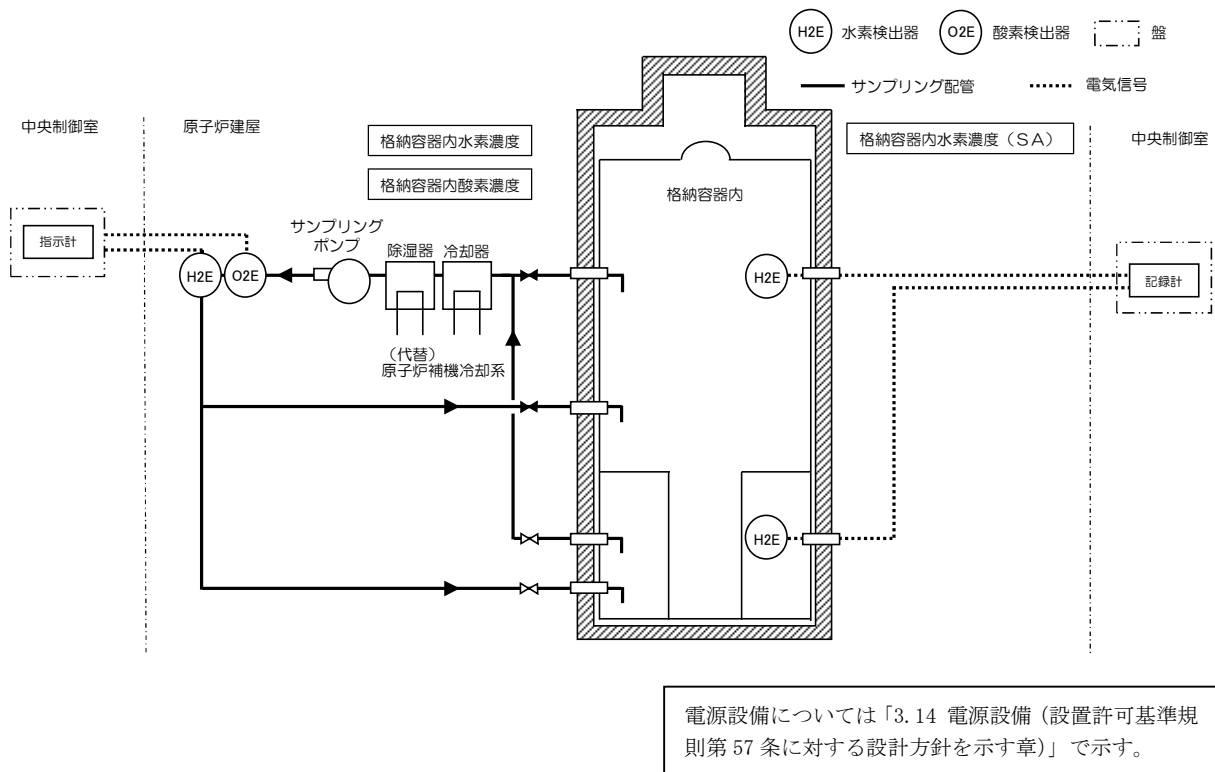 H2E 水素検出器 O2E 酸素検出器 盤
サンプリング配管 電気信号
中央制御室 原子炉建屋 格納容器内水素濃度 格納容器内水素濃度（SA） 中央制御室
格納容器内酸素濃度
格納容器内
サンプリング
ポンプ
除湿器 冷却器
指示計
H2E O2E H2E 記録計
（代替）
原子炉補機冷却系
H2E
電源設備については「3.14 電源設備（設置許可基準規
則第 57 条に対する設計方針を示す章）」で示す。